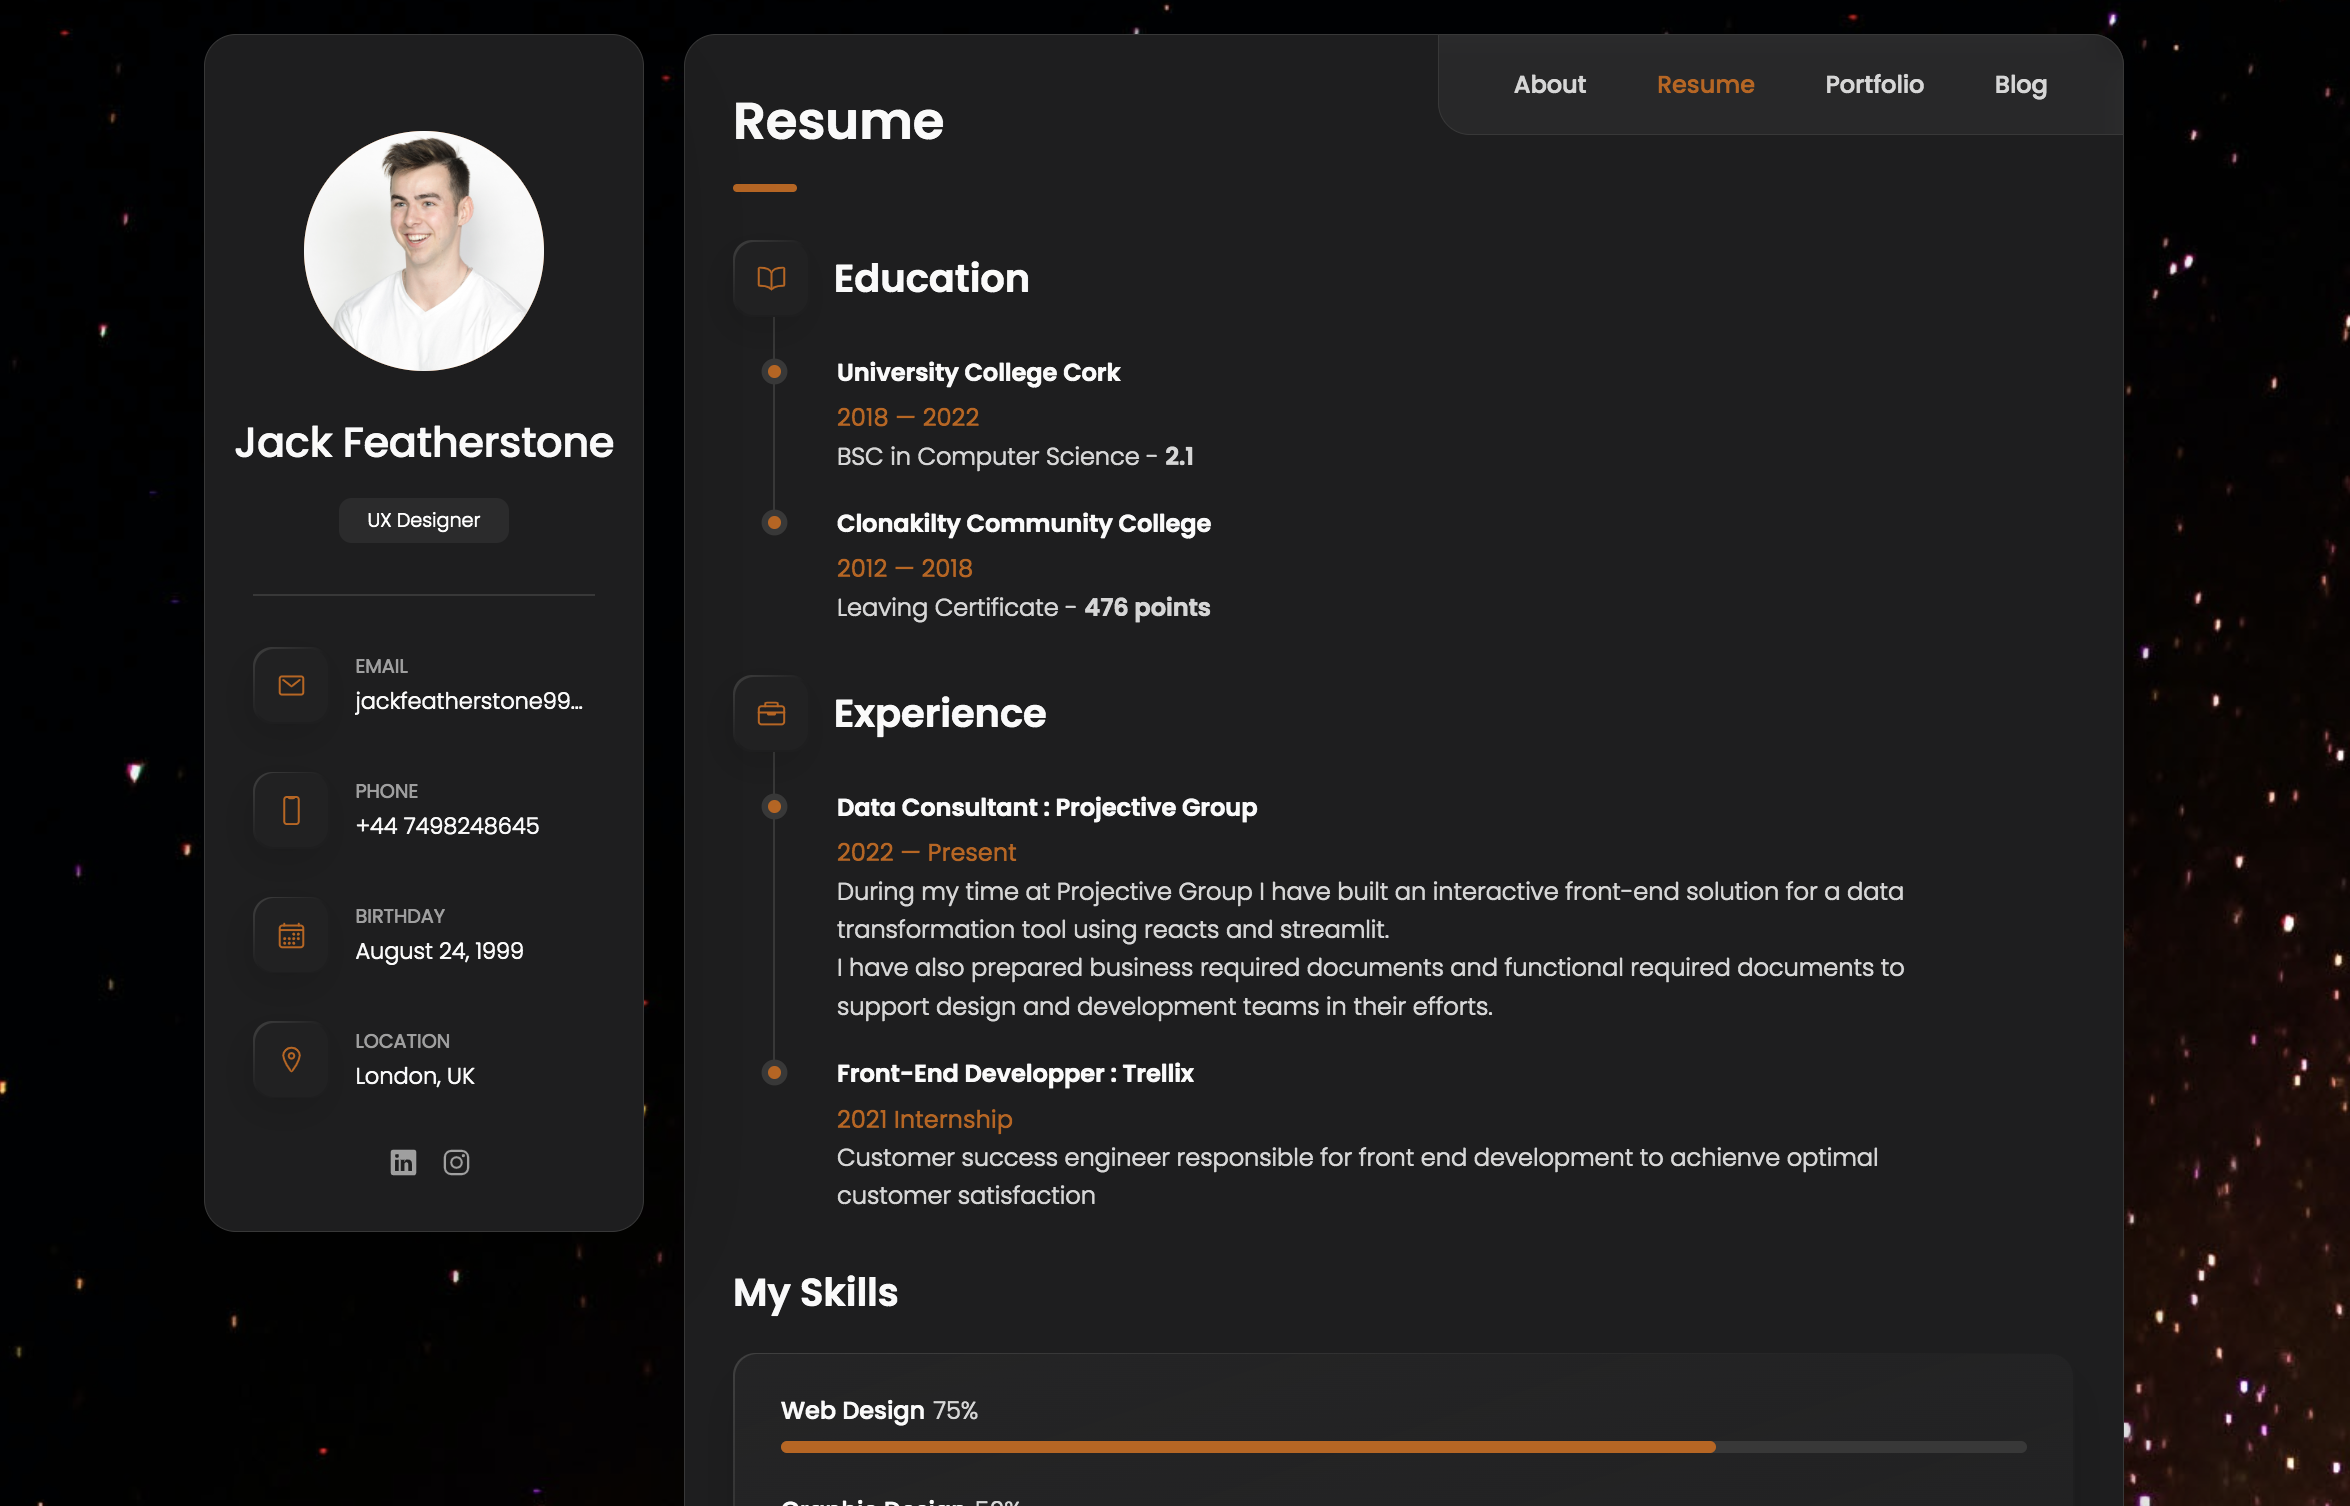 About Resume Portfolio Blog
Resume
Jack Featherstone
UX Designer
EMAIL
jackfeatherstone99...
PHONE
+44 7498248645
BIRTHDAY
August 24, 1999
LOCATION
London, UK
Education
University College Cork
2018 — 2022
BSC in Computer Science - 2.1
Clonakilty Community College
2012 — 2018
Leaving Certificate - 476 points
Experience
Data Consultant : Projective Group
2022 — Present
During my time at Projective Group I have built an interactive front-end solution for a data
transformation tool using reacts and streamlit.
I have also prepared business required documents and functional required documents to
support design and development teams in their efforts.
Front-End Developper : Trellix
2021 Internship
Customer success engineer responsible for front end development to achienve optimal
customer satisfaction
My Skills
Web Design 75%